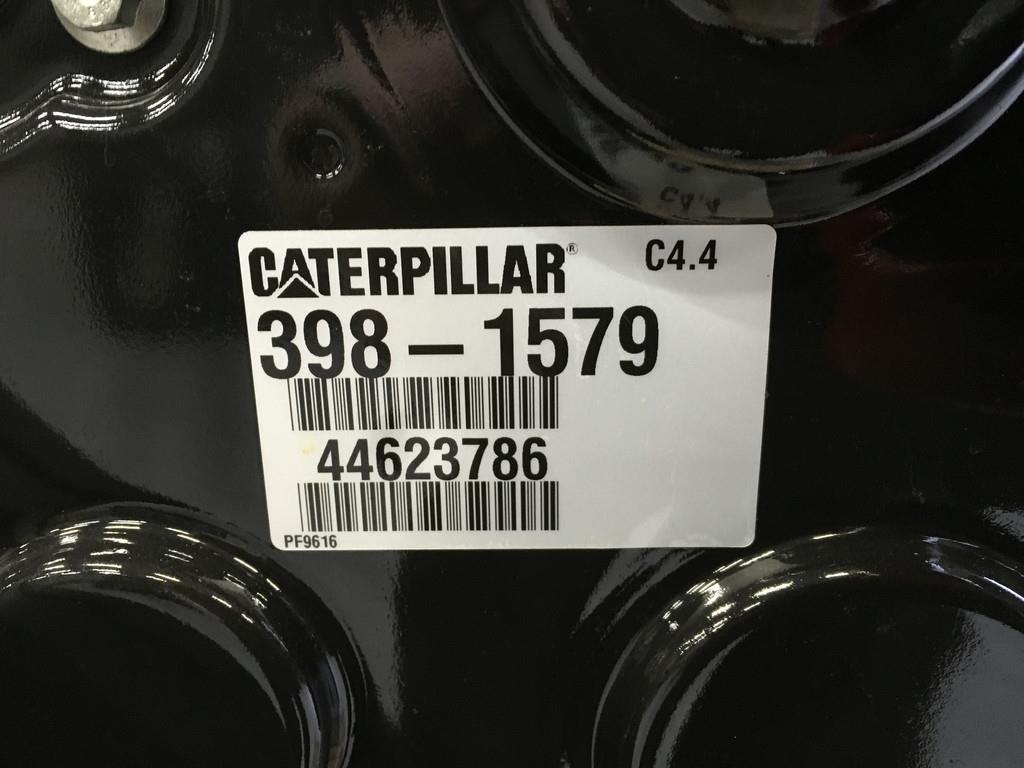 CATERPILLAR® C4.4
398-1579
44623786
PF9616
C4.4